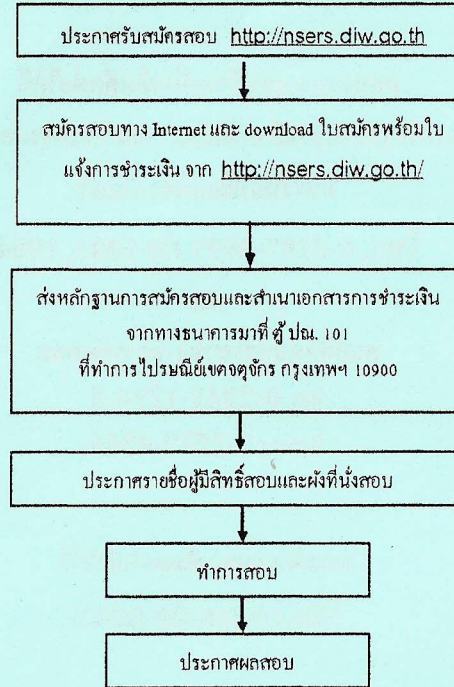 ประกาศรับสมัครสอบ http://nsers.diw.go.th
สมัครสอบทาง Internet และ download ใบสมัครพร้อมใบ
แจ้งการชำระเงิน จาก http://nsers.diw.go.th/
ส่งหลักฐานการสมัครสอบและสำเนาเอกสารการชำระเงิน
จากทางธนาคารมาที่ ตู้ ปณ. 101
ที่ทำการไปรษณีย์เขตจตุจักร กรุงเทพฯ 10900
ประกาศรายชื่อผู้มีสิทธิ์สอบและผังที่นั่งสอบ
ทำการสอบ
ประกาศผลสอบ